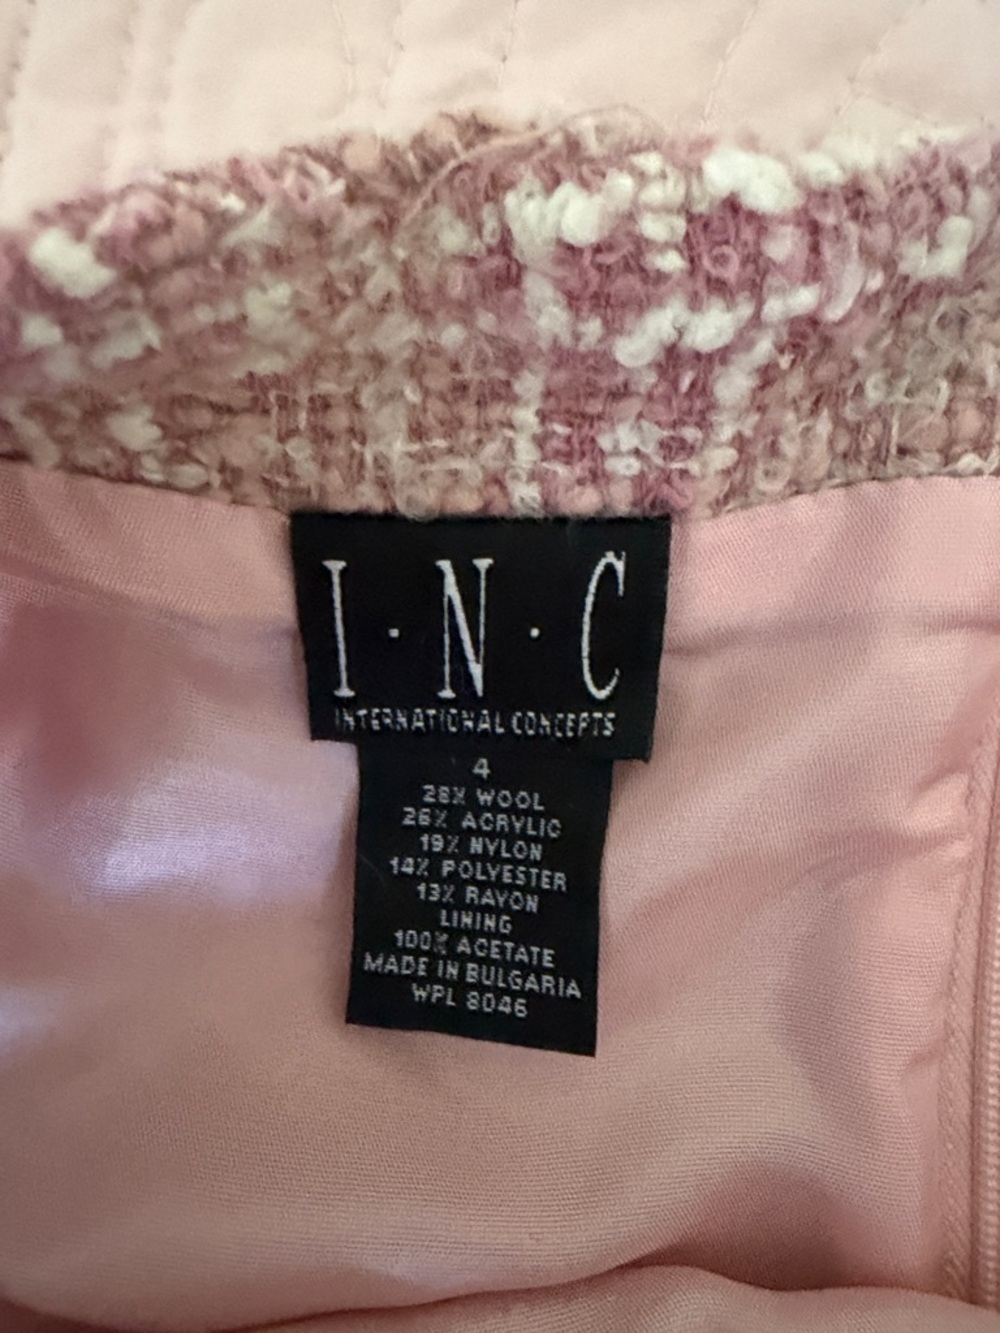 I·N·C
INTERNATIONAL CONCEPTS
4
28% WOOL
26% ACRYLIC
19% NYLON
14% POLYESTER
13% RAYON
LINING
100% ACETATE
MADE IN BULGARIA
WPL 8046